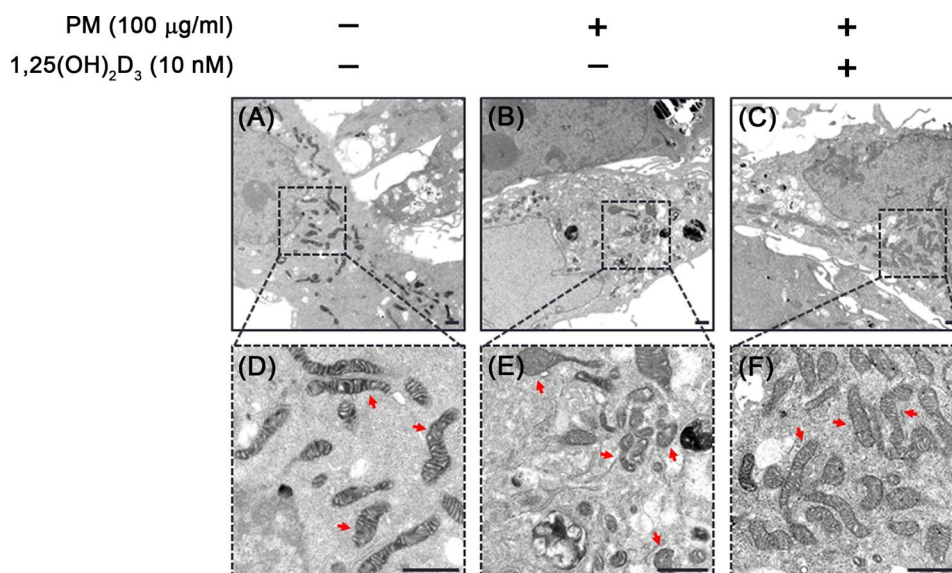 PM (100 μg/ml) − + +
1,25(OH)₂D₃ (10 nM) − − +
(A) (B) (C)
(D) (E) (F)